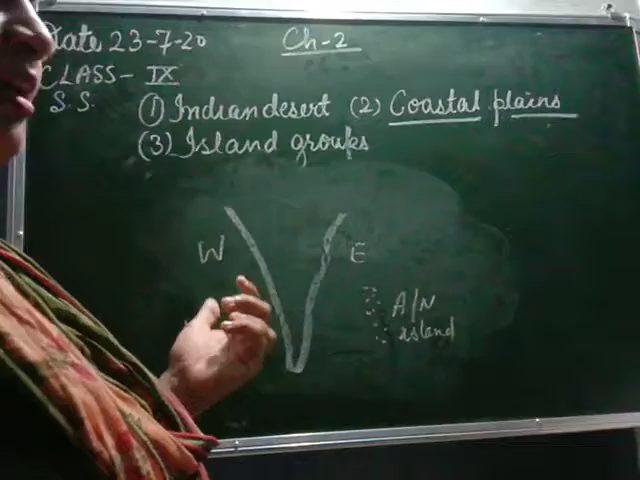 Date 23-7-20 Ch-2
CLASS- IX
S.S. (1) Indian desert (2) Coastal plains
(3) Island groups
W E
A/N
island